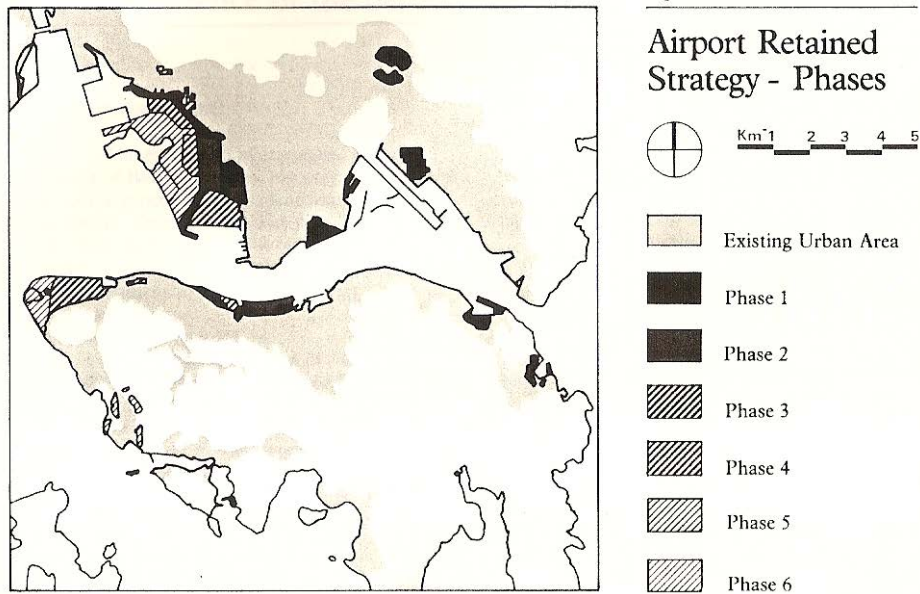 Airport Retained
Strategy - Phases
Km 1 2 3 4 5
Existing Urban Area
Phase 1
Phase 2
Phase 3
Phase 4
Phase 5
Phase 6